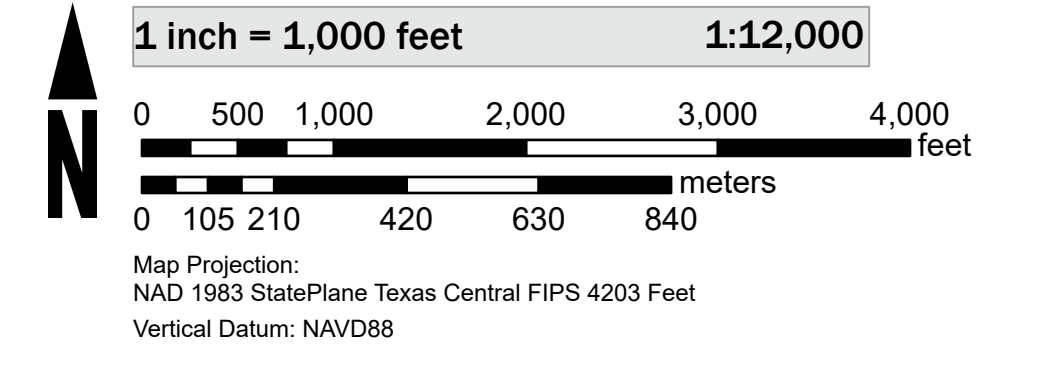 1 inch = 1,000 feet 1:12,000
0 500 1,000 2,000 3,000 4,000
feet
meters
0 105 210 420 630 840
N
Map Projection:
NAD 1983 StatePlane Texas Central FIPS 4203 Feet
Vertical Datum: NAVD88